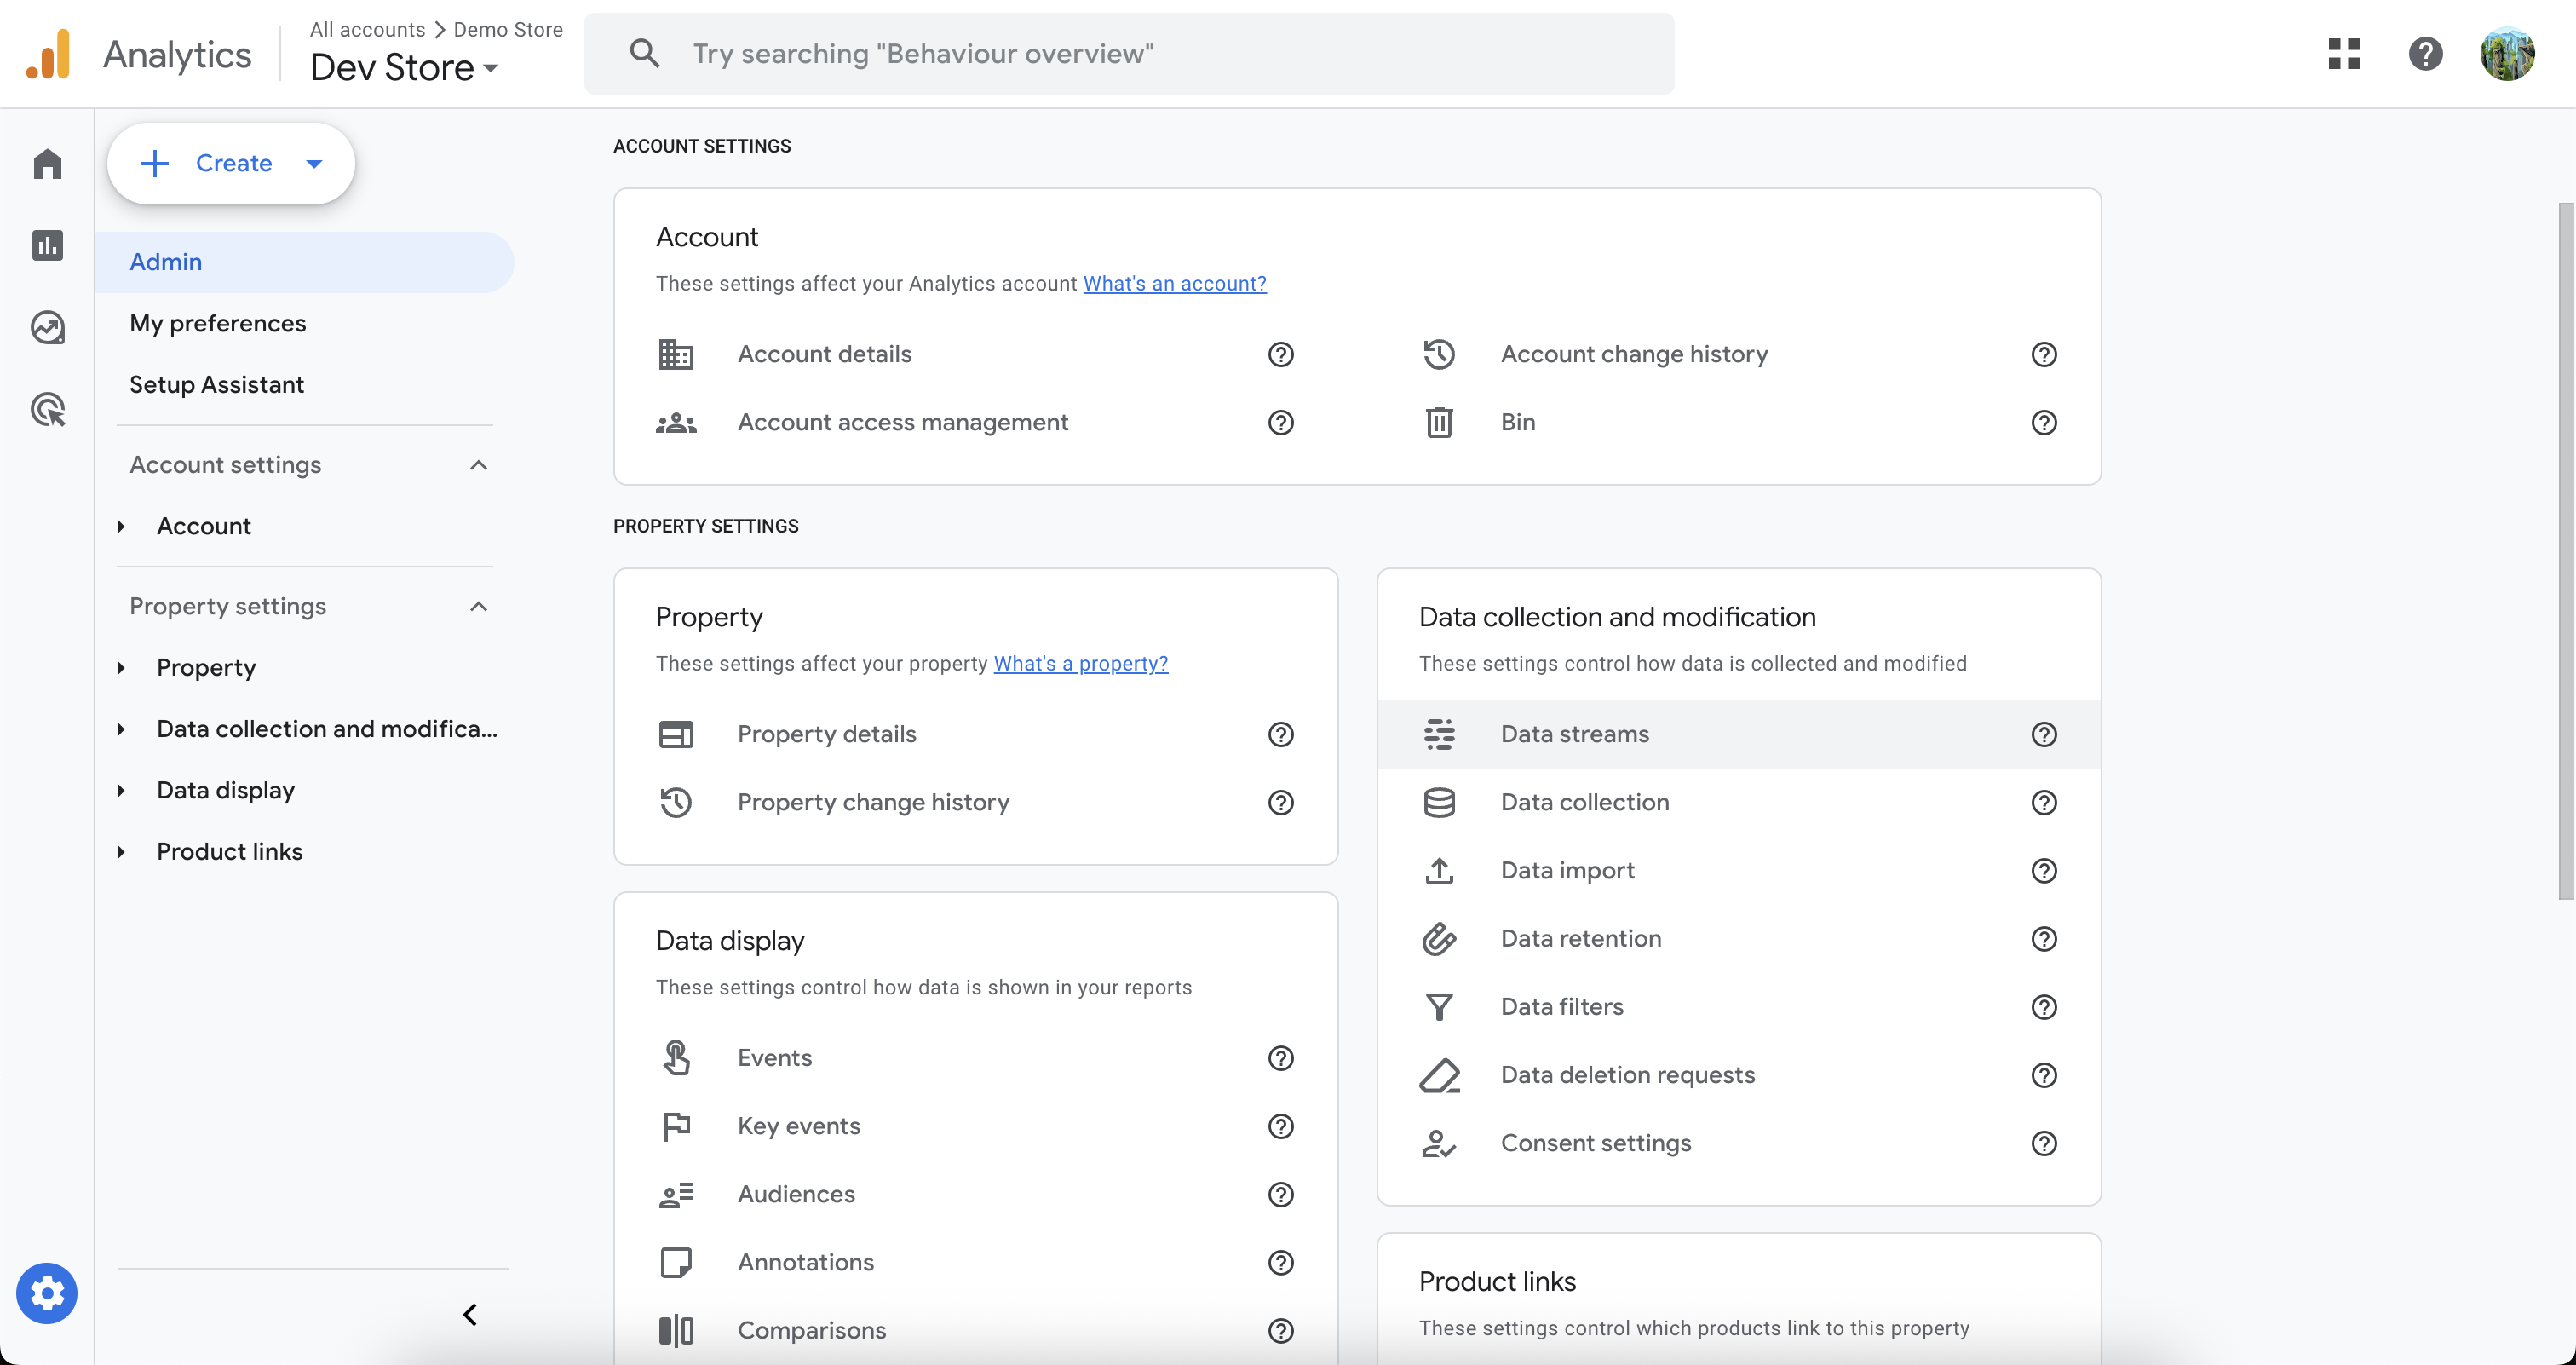 Analytics
All accounts > Demo Store
Dev Store
Try searching "Behaviour overview"
Create
Admin
My preferences
Setup Assistant
Account settings
Account
Property settings
Property
Data collection and modifica...
Data display
Product links
ACCOUNT SETTINGS
Account
These settings affect your Analytics account What's an account?
Account details
Account change history
Account access management
Bin
PROPERTY SETTINGS
Property
These settings affect your property What's a property?
Property details
Property change history
Data display
These settings control how data is shown in your reports
Events
Key events
Audiences
Annotations
Comparisons
Data collection and modification
These settings control how data is collected and modified
Data streams
Data collection
Data import
Data retention
Data filters
Data deletion requests
Consent settings
Product links
These settings control which products link to this property